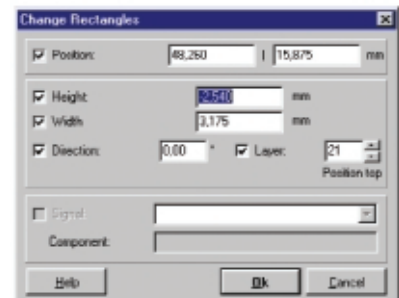 Change Rectangles
Position: 48,260 | 15,875 mm
Height: -2,540 mm
Width 3,175 mm
Direction: 0.00 ° Layer: 21
Position top
Signal:
Component:
Help Ok Cancel